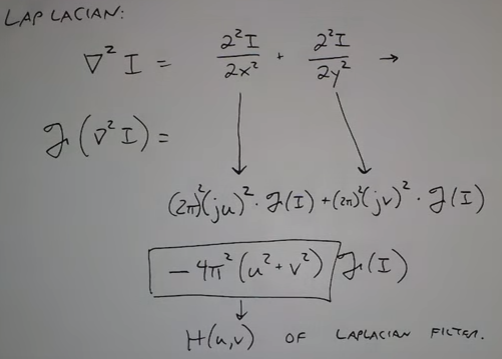 LAPLACIAN:
∇²I = ∂²I/∂x² + ∂²I/∂y² →
ℱ(∇²I) =
(2π)²(ju)² · ℱ(I) + (2π)²(jv)² · ℱ(I)
-4π²(u² + v²) ℱ(I)
H(u,v) OF LAPLACIAN FILTER.